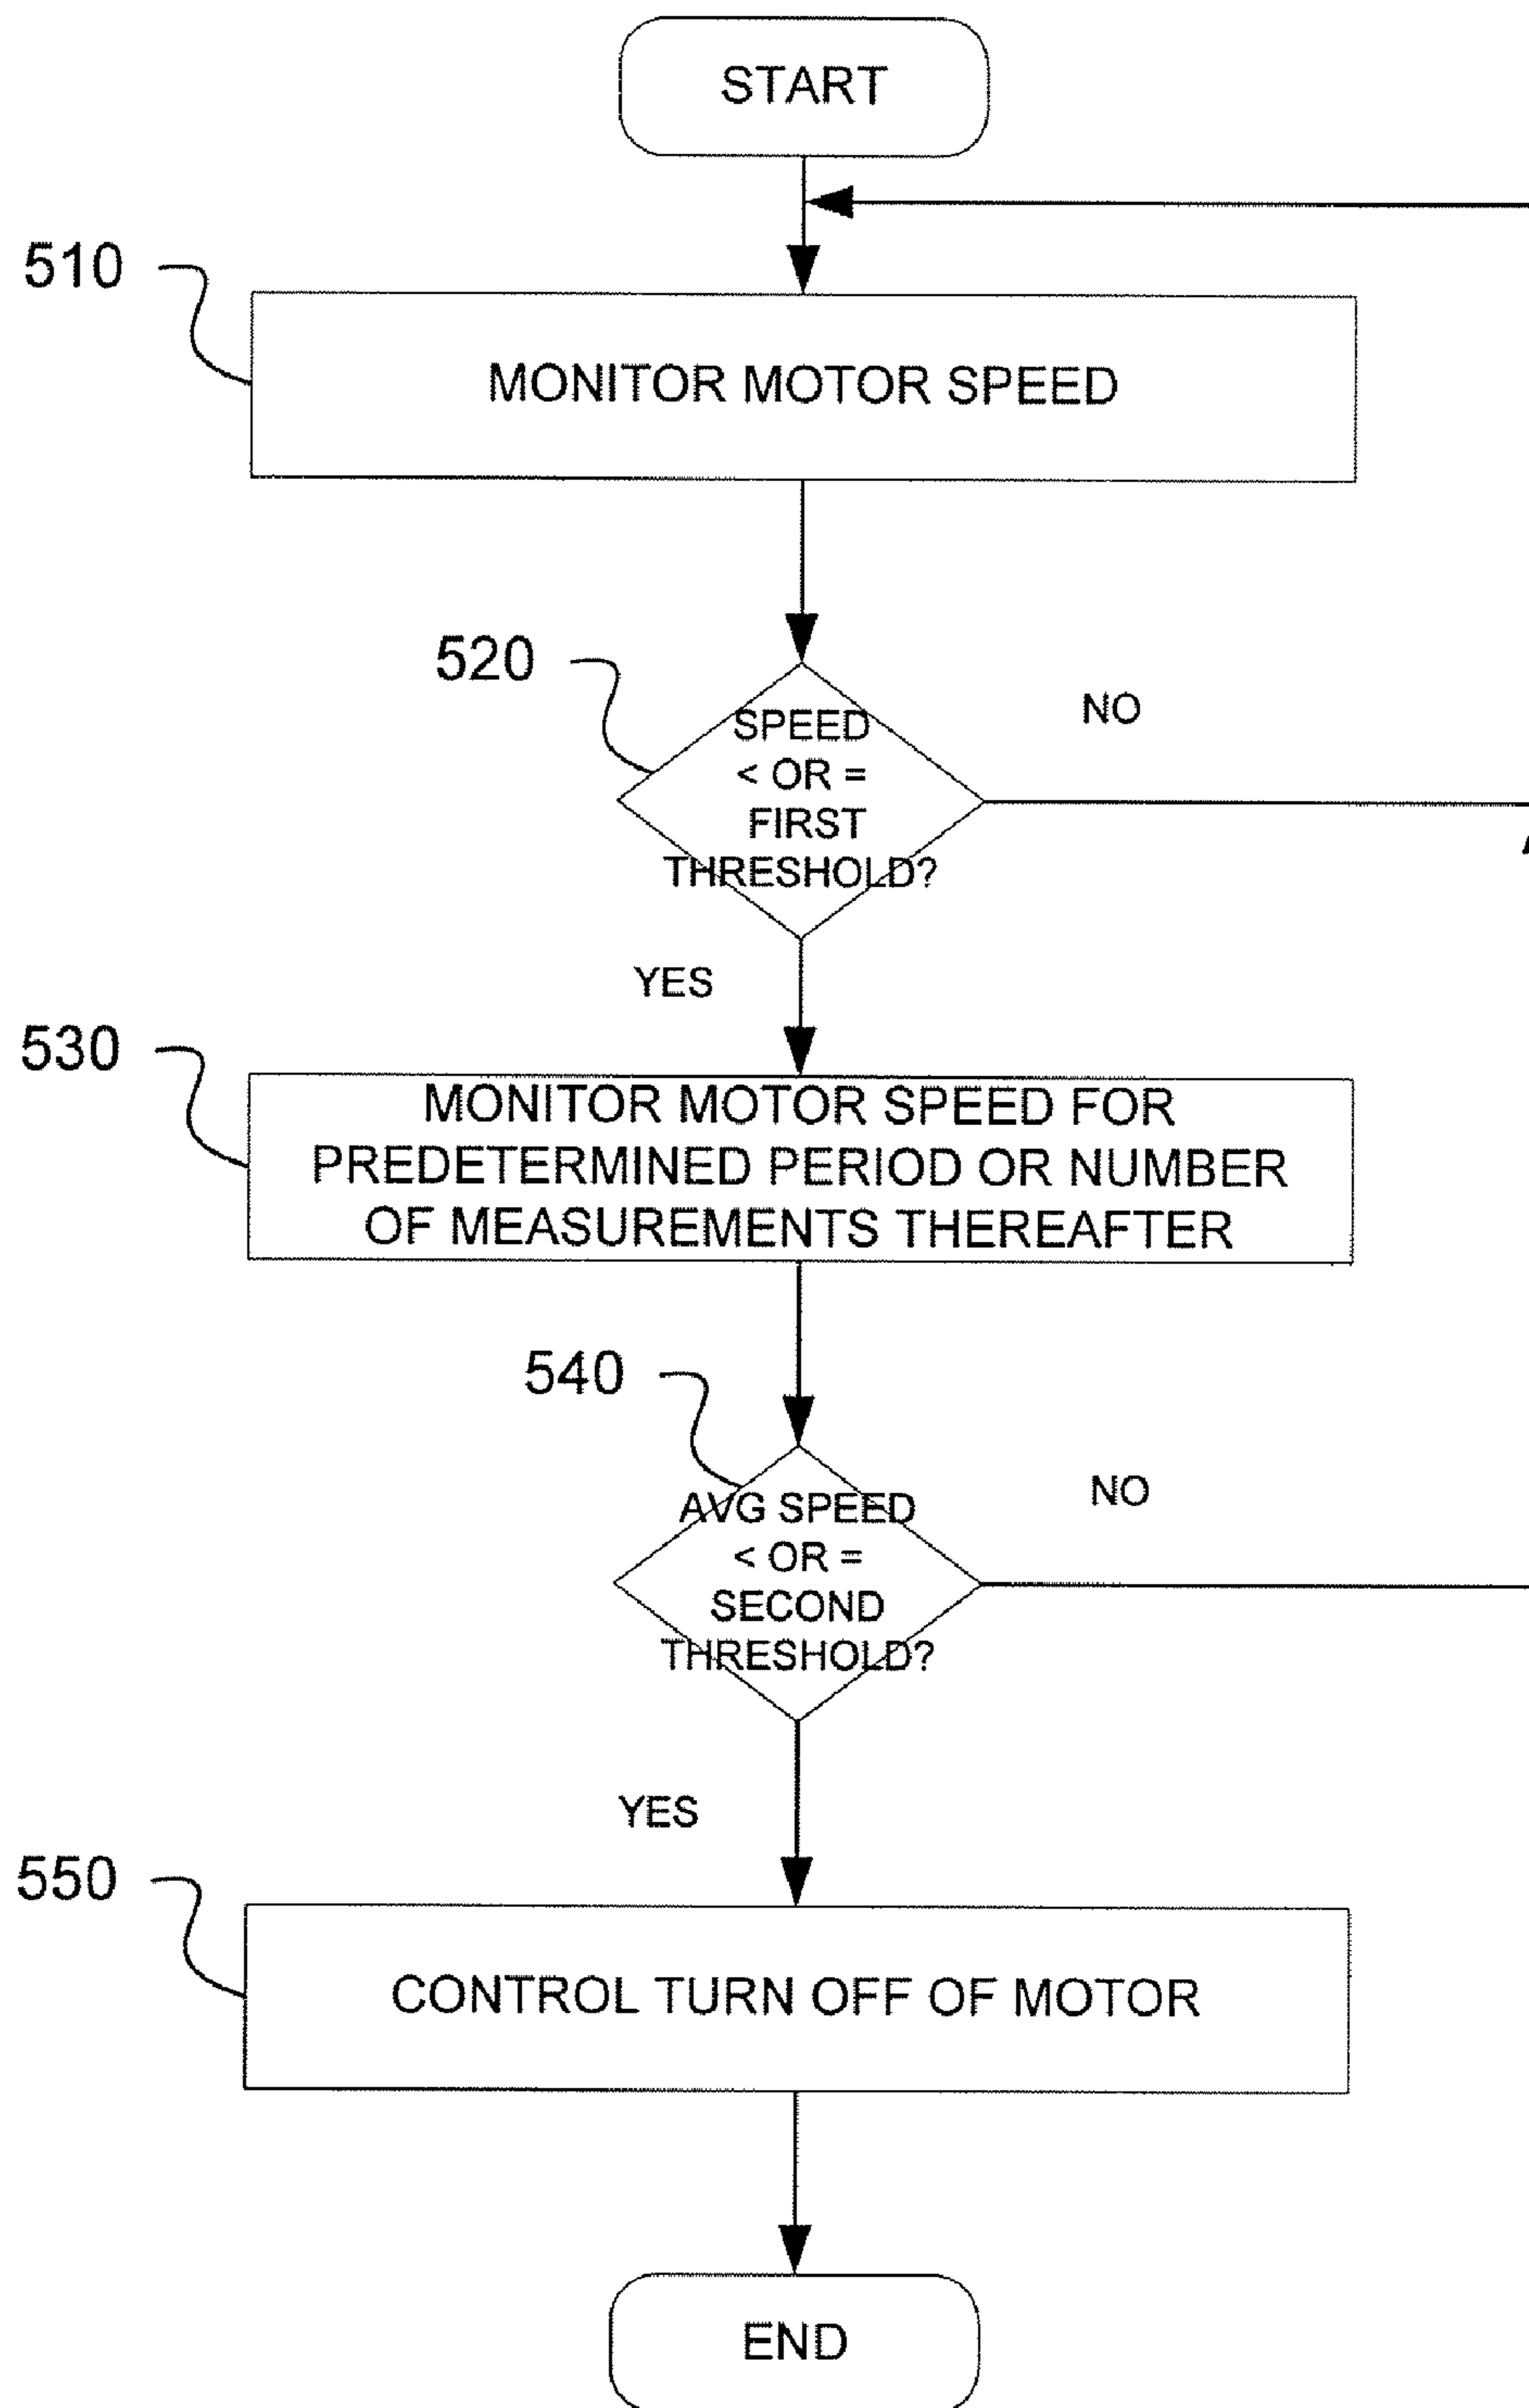 START
510
MONITOR MOTOR SPEED
520
SPEED
< OR =
FIRST
THRESHOLD?
NO
YES
530
MONITOR MOTOR SPEED FOR
PREDETERMINED PERIOD OR NUMBER
OF MEASUREMENTS THEREAFTER
540
AVG SPEED
< OR =
SECOND
THRESHOLD?
NO
YES
550
CONTROL TURN OFF OF MOTOR
END